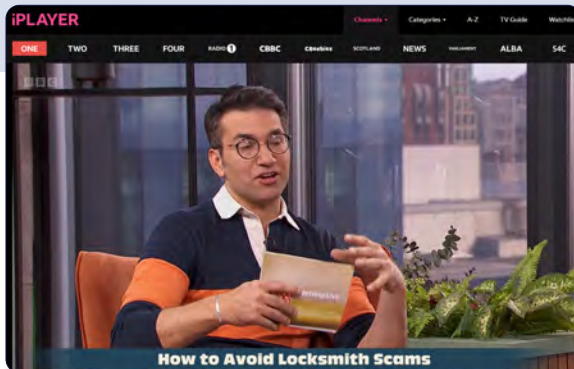 iPLAYER
Channels
Categories
A-Z
TV Guide
Watchlist
ONE
TWO
THREE
FOUR
RADIO 1
CBBC
CBeebies
SCOTLAND
NEWS
PARLIAMENT
ALBA
S4C
BBC
How to Avoid Locksmith Scams